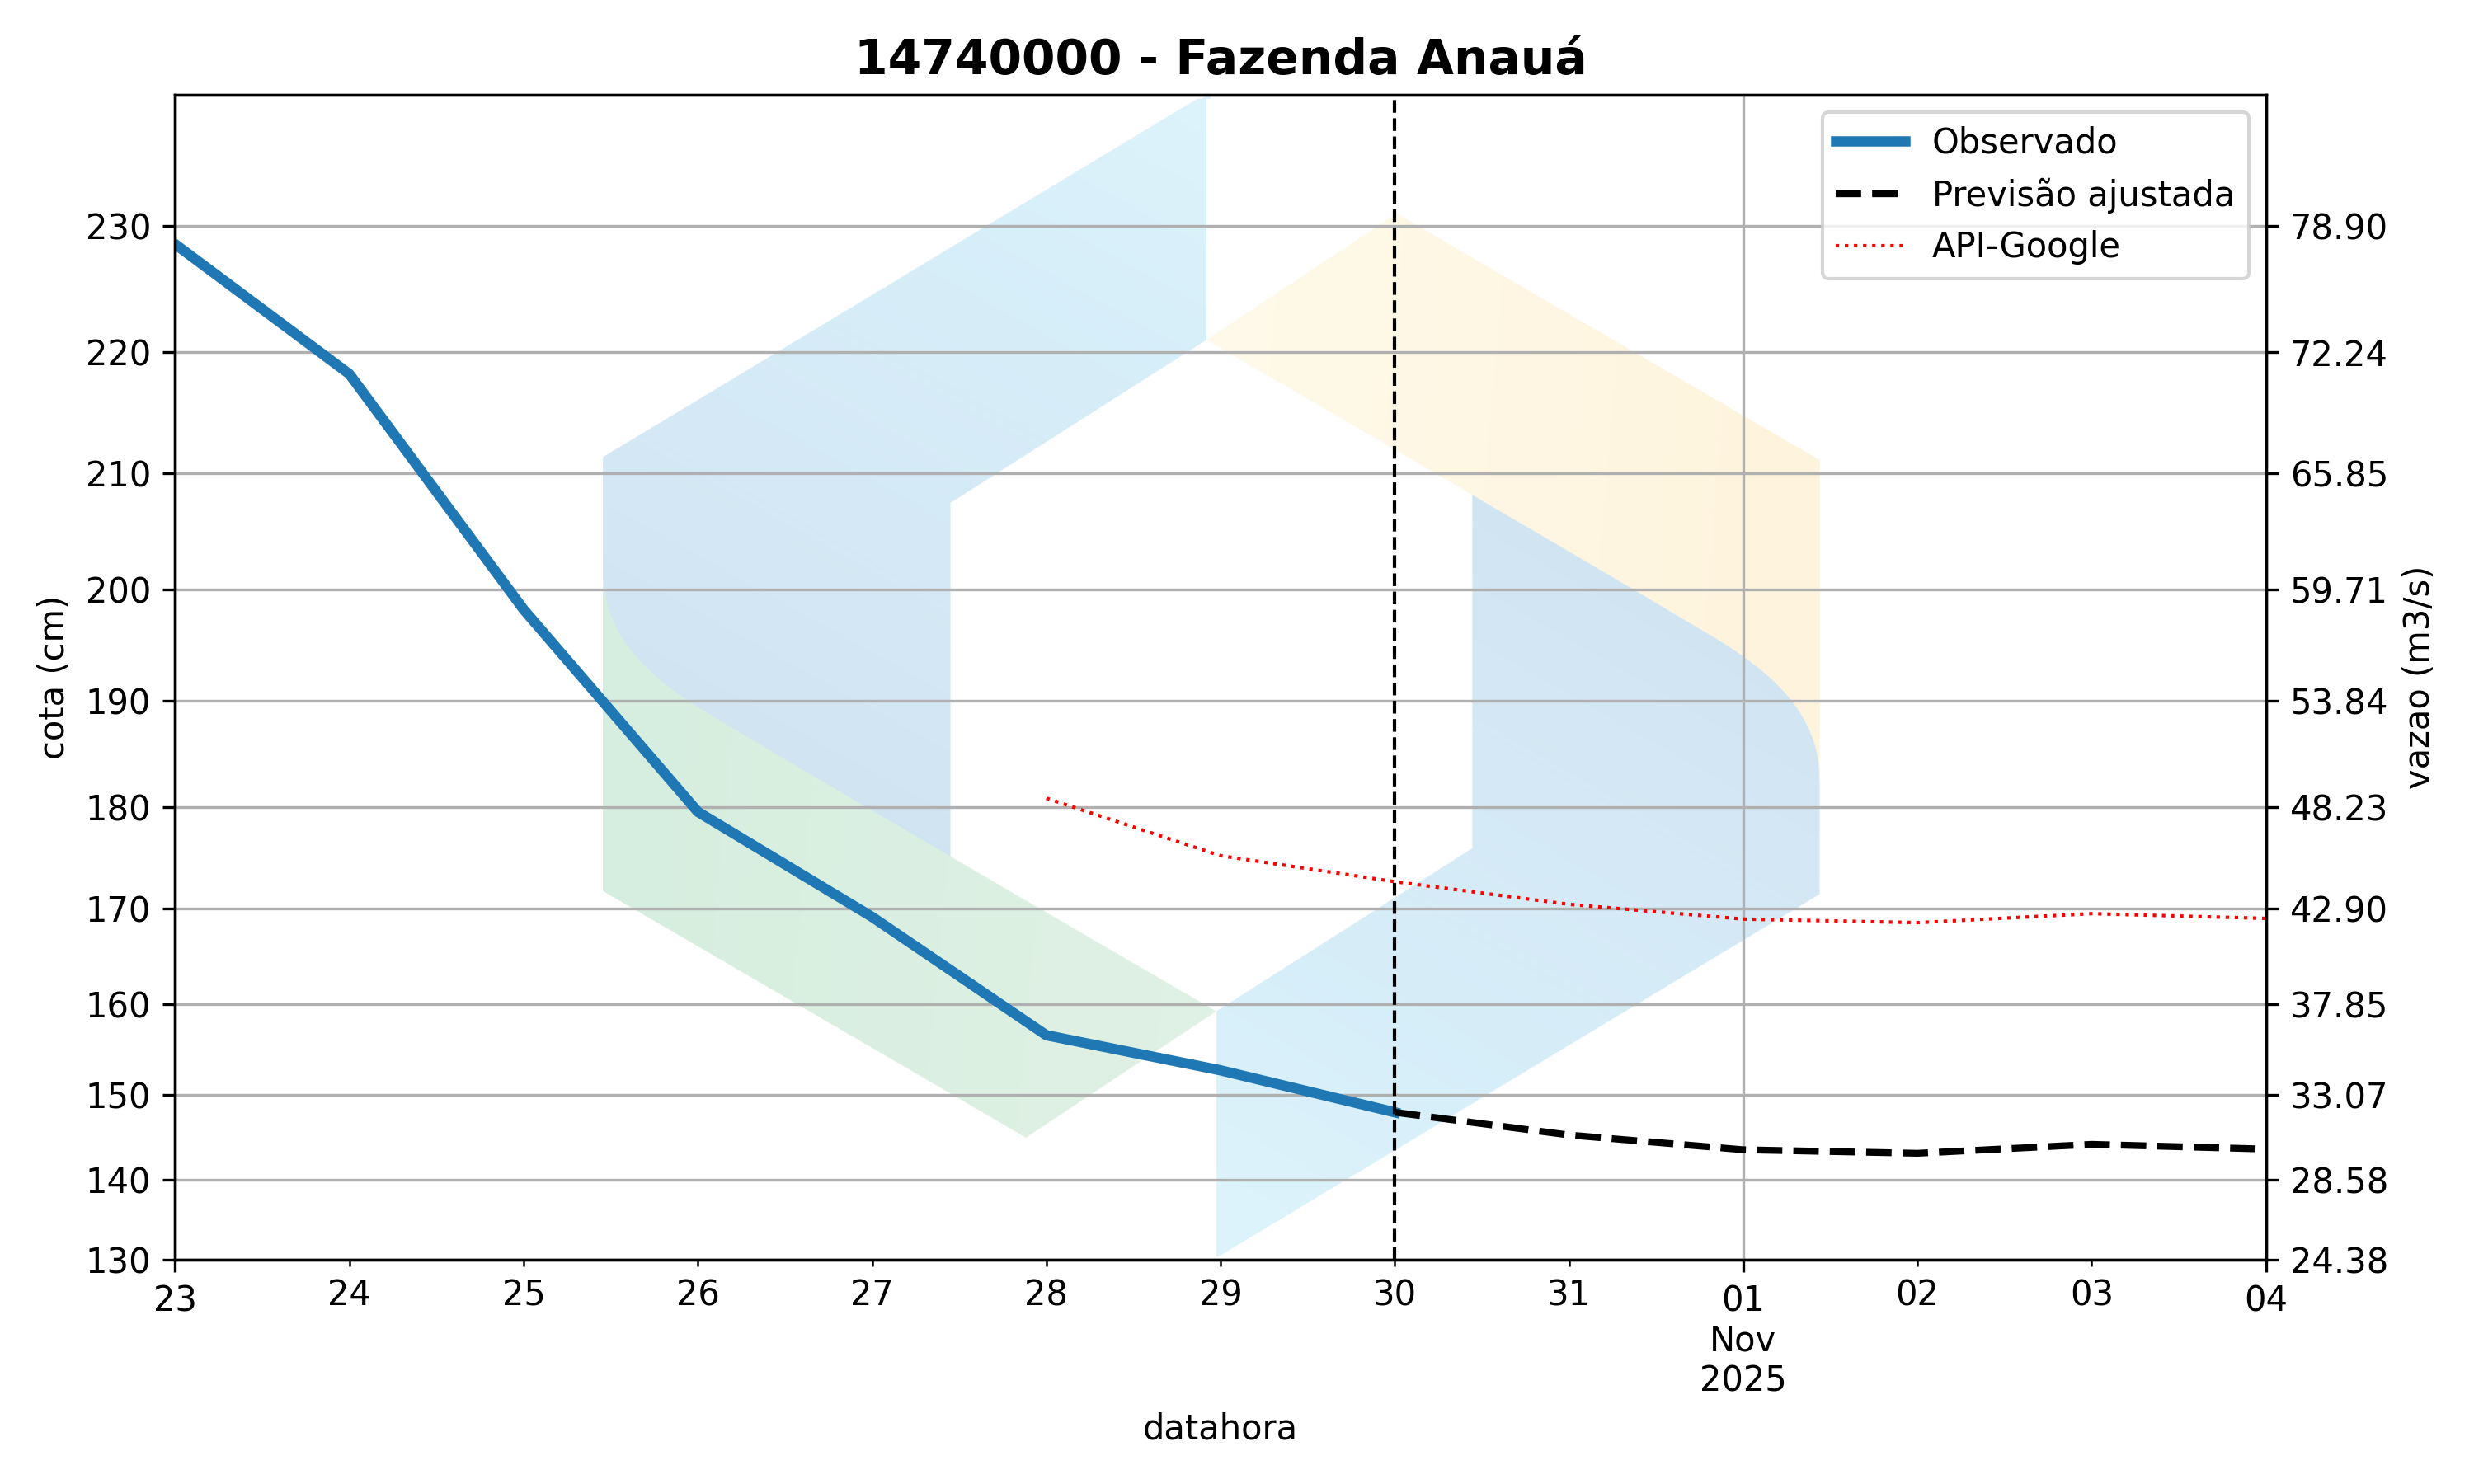 14740000 - Fazenda Anauá
Observado
Previsão ajustada
API-Google
230
220
210
200
190
180
170
160
150
140
130
cota (cm)
78.90
72.24
65.85
59.71
53.84
48.23
42.90
37.85
33.07
28.58
24.38
vazao (m3/s)
23 24 25 26 27 28 29 30 31 01 02 03 04
Nov
2025
datahora